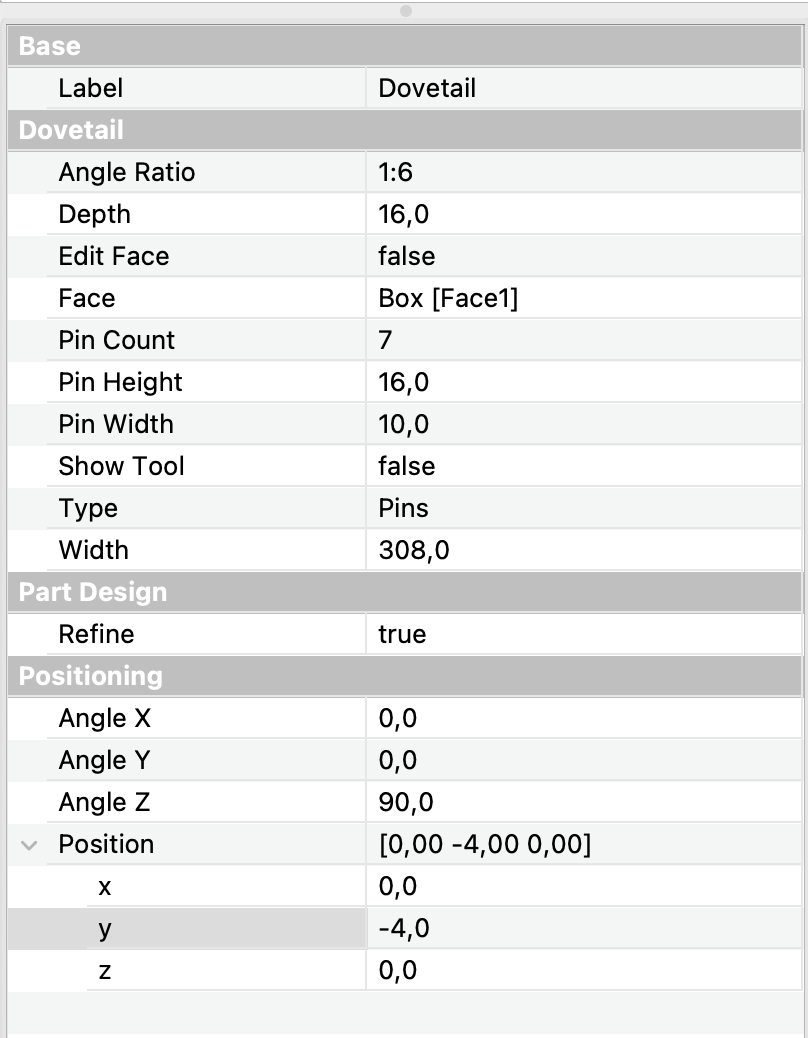 Base
Label Dovetail
Dovetail
Angle Ratio 1:6
Depth 16,0
Edit Face false
Face Box [Face1]
Pin Count 7
Pin Height 16,0
Pin Width 10,0
Show Tool false
Type Pins
Width 308,0
Part Design
Refine true
Positioning
Angle X 0,0
Angle Y 0,0
Angle Z 90,0
Position [0,00 -4,00 0,00]
x 0,0
y -4,0
z 0,0